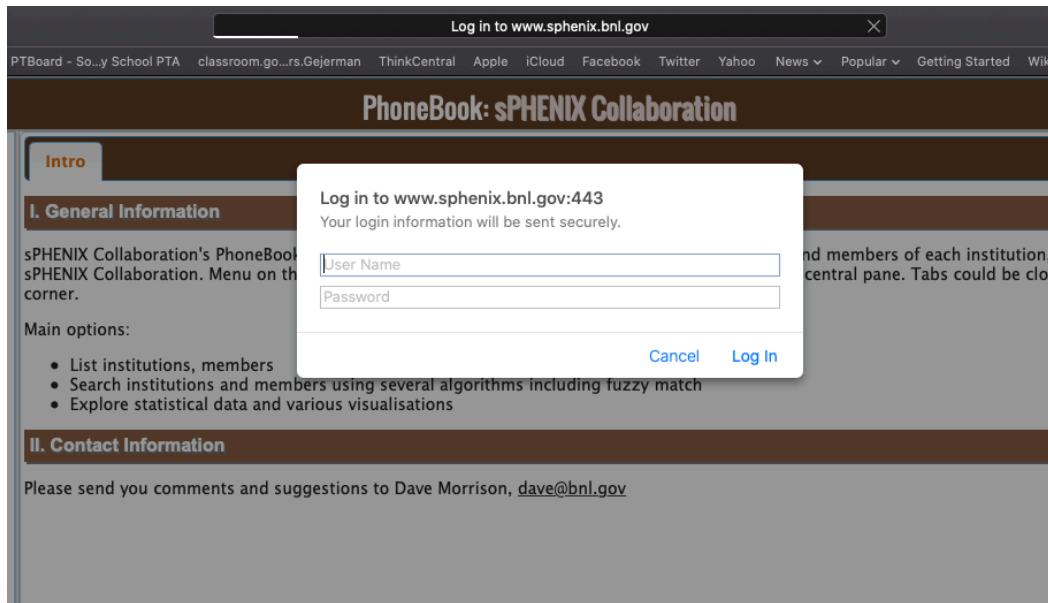 Log in to www.sphenix.bnl.gov
PTBoard - So...y School PTA classroom.go...rs.Gejerman ThinkCentral Apple iCloud Facebook Twitter Yahoo News Popular Getting Started Wik
PhoneBook: sPHENIX Collaboration
Intro
I. General Information
sPHENIX Collaboration's PhoneBook nd members of each institution
sPHENIX Collaboration. Menu on th central pane. Tabs could be clo
corner.
Log in to www.sphenix.bnl.gov:443
Your login information will be sent securely.
User Name
Password
Cancel Log In
Main options:
• List institutions, members
• Search institutions and members using several algorithms including fuzzy match
• Explore statistical data and various visualisations
II. Contact Information
Please send you comments and suggestions to Dave Morrison, dave@bnl.gov